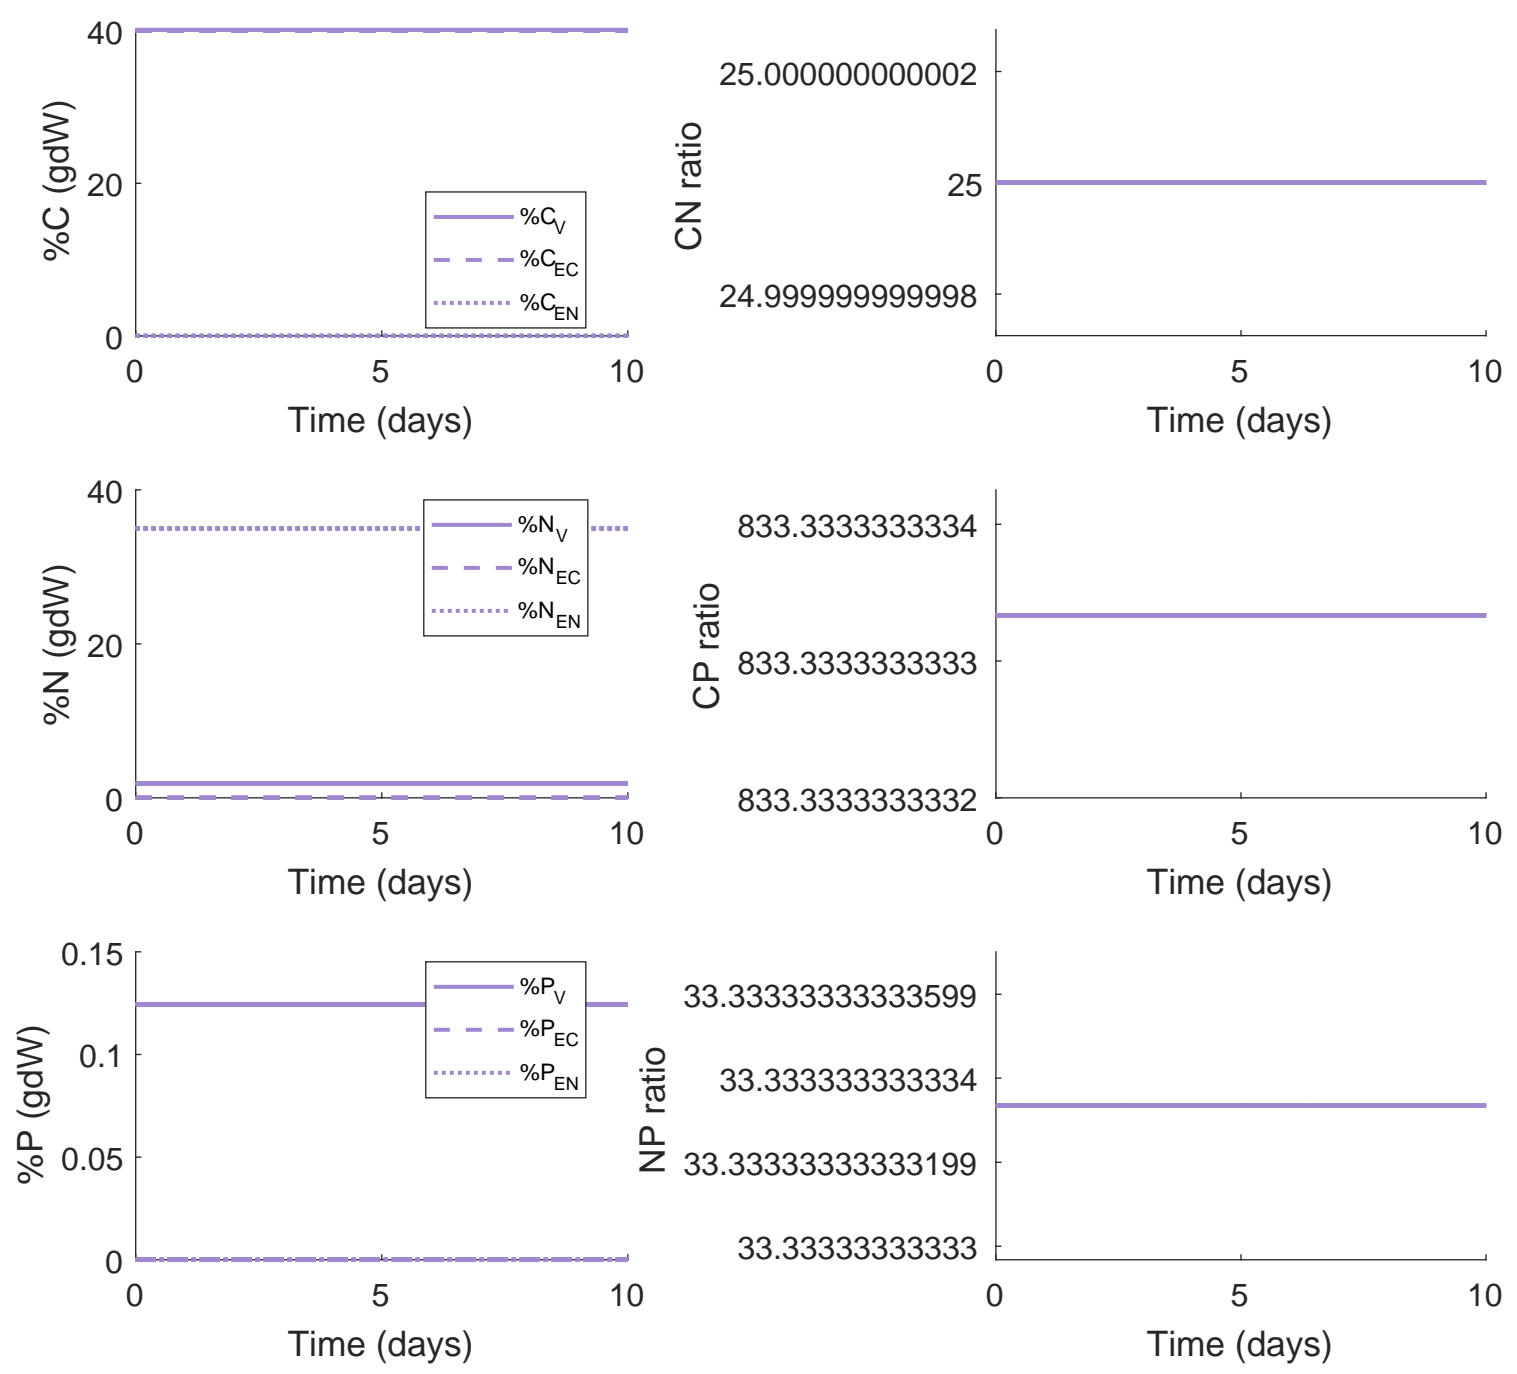 40
20
0
%C (gdW)
%C_V
%C_EC
%C_EN
0 5 10
Time (days)
25.000000000002
25
24.999999999998
CN ratio
0 5 10
Time (days)
40
20
0
%N (gdW)
%N_V
%N_EC
%N_EN
0 5 10
Time (days)
833.3333333334
833.3333333333
833.3333333332
CP ratio
0 5 10
Time (days)
0.15
0.1
0.05
0
%P (gdW)
%P_V
%P_EC
%P_EN
0 5 10
Time (days)
33.33333333333599
33.333333333334
33.33333333333199
33.33333333333
NP ratio
0 5 10
Time (days)